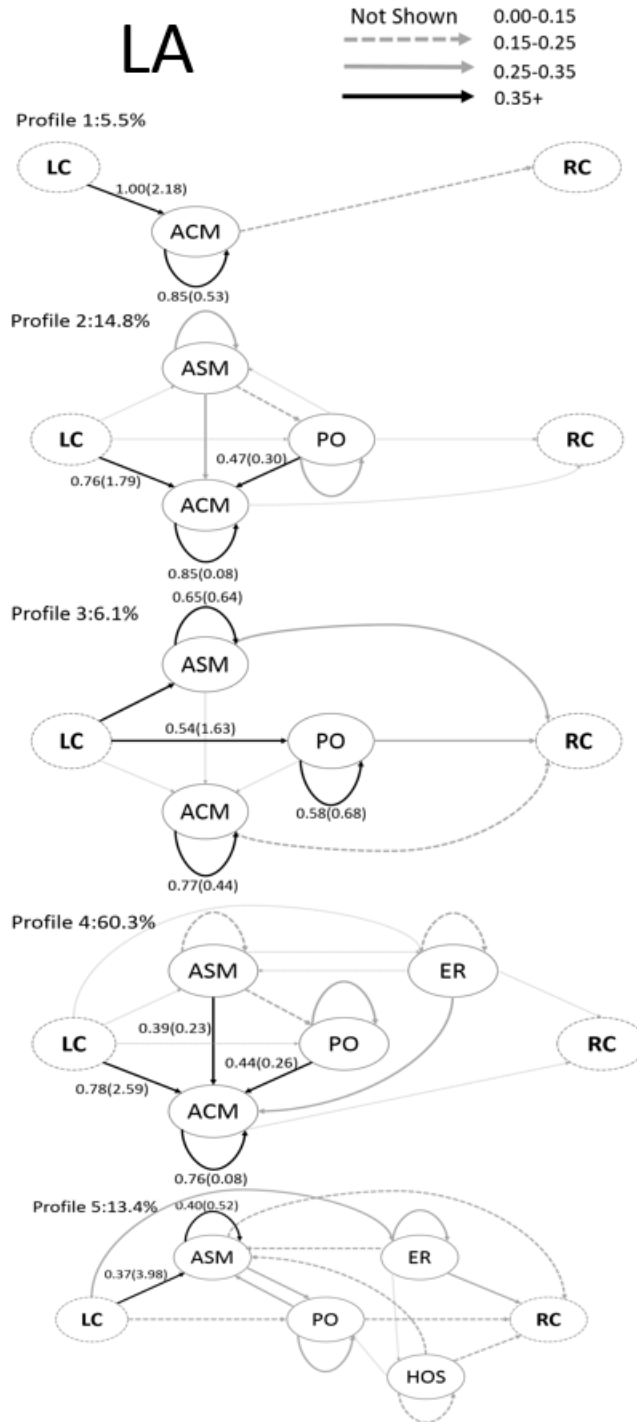 LA
Not Shown 0.00-0.15
0.15-0.25
0.25-0.35
0.35+
Profile 1:5.5%
LC
RC
1.00(2.18)
ACM
0.85(0.53)
Profile 2:14.8%
ASM
LC
PO
RC
0.47(0.30)
0.76(1.79)
ACM
0.85(0.08)
0.65(0.64)
Profile 3:6.1%
ASM
0.54(1.63)
LC
PO
RC
0.58(0.68)
ACM
0.77(0.44)
Profile 4:60.3%
ASM
ER
0.39(0.23)
LC
PO
RC
0.44(0.26)
0.78(2.59)
ACM
0.76(0.08)
Profile 5:13.4%
0.40(0.52)
ASM
ER
0.37(3.98)
LC
PO
RC
HOS